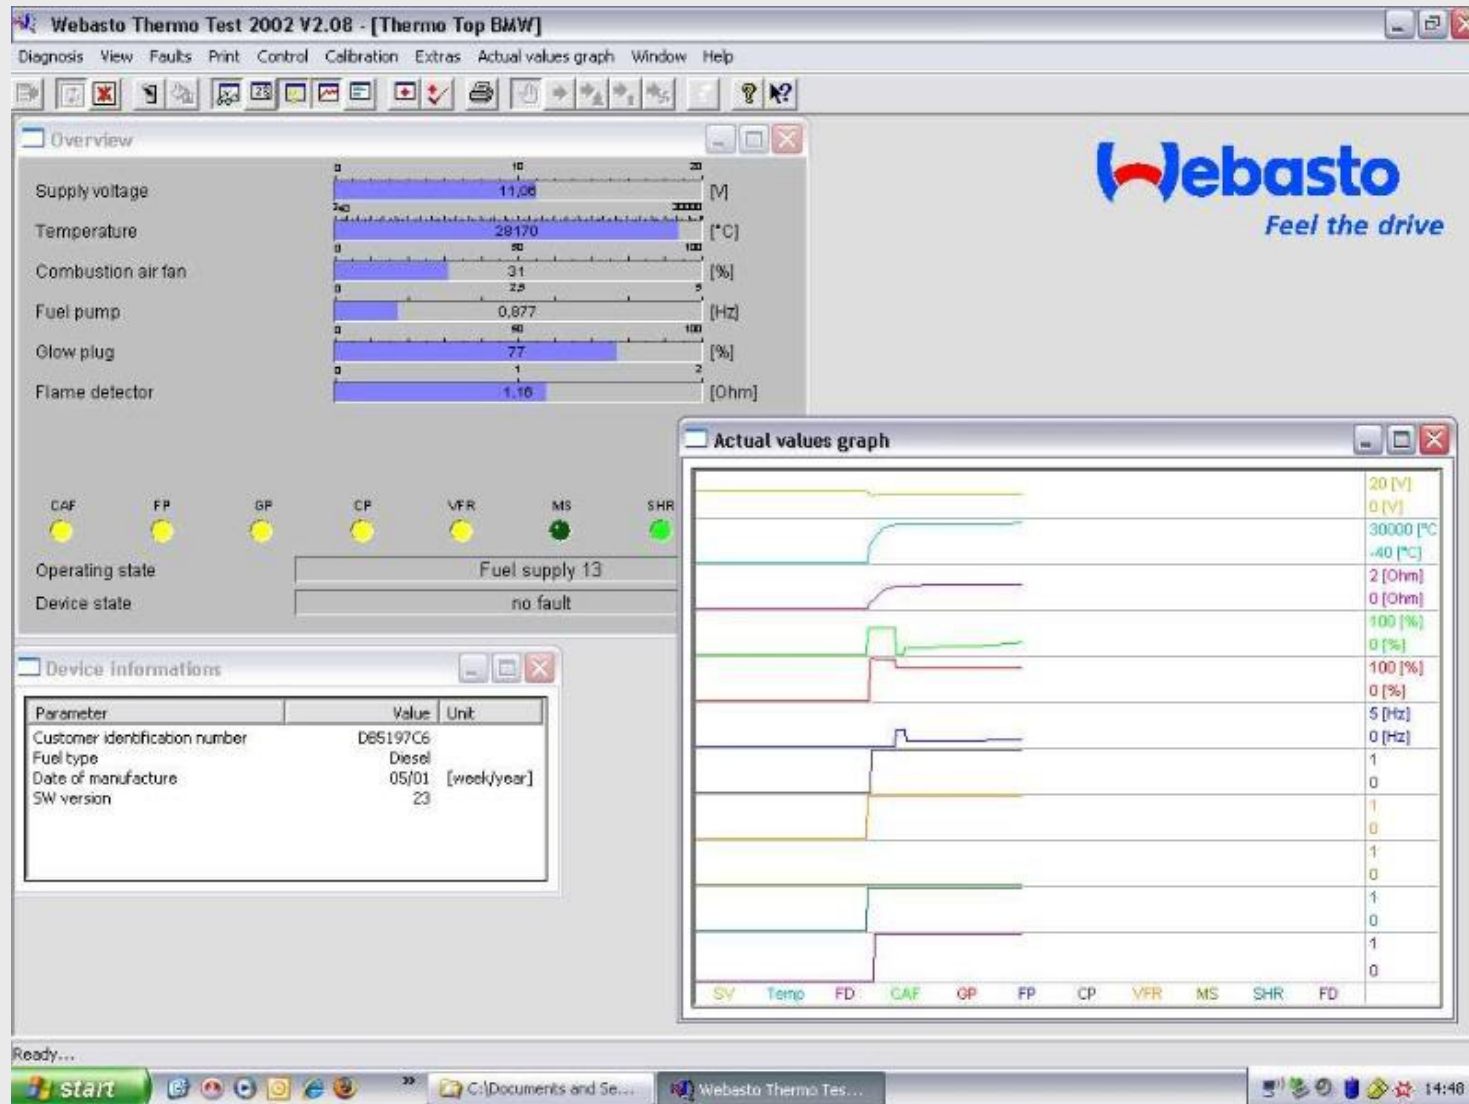 Webasto Thermo Test 2002 V2.08 - [Thermo Top BMW]
Diagnosis View Faults Print Control Calibration Extras Actual values graph Window Help
Overview
0 10 20
Supply voltage 11,06 [V]
30000
Temperature 28170 [°C]
0 50 100
Combustion air fan 31 [%]
0 2,5 5
Fuel pump 0,877 [Hz]
0 50 100
Glow plug 77 [%]
0 1 2
Flame detector 1,16 [Ohm]
CAF FP GP CP VFR MS SHR
Operating state Fuel supply 13
Device state no fault
Webasto
Feel the drive
Device informations
Parameter Value Unit
Customer identification number D85197C6
Fuel type Diesel
Date of manufacture 05/01 [week/year]
SW version 23
Actual values graph
20 [V]
0 [V]
30000 [°C
-40 [°C]
2 [Ohm]
0 [Ohm]
100 [%]
0 [%]
100 [%]
0 [%]
5 [Hz]
0 [Hz]
1
0
1
0
1
0
1
0
1
0
SV Temp FD CAF GP FP CP VFR MS SHR FD
Ready...
start » C:\Documents and Se... Webasto Thermo Tes... 14:48